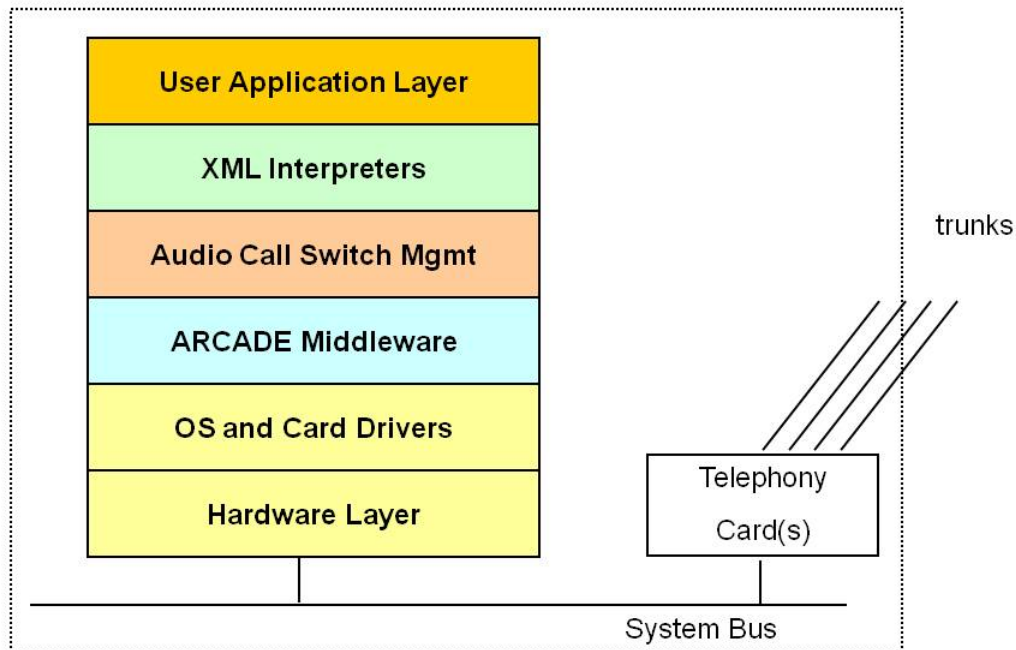 User Application Layer
XML Interpreters
Audio Call Switch Mgmt
ARCADE Middleware
OS and Card Drivers
Hardware Layer
trunks
Telephony
Card(s)
System Bus